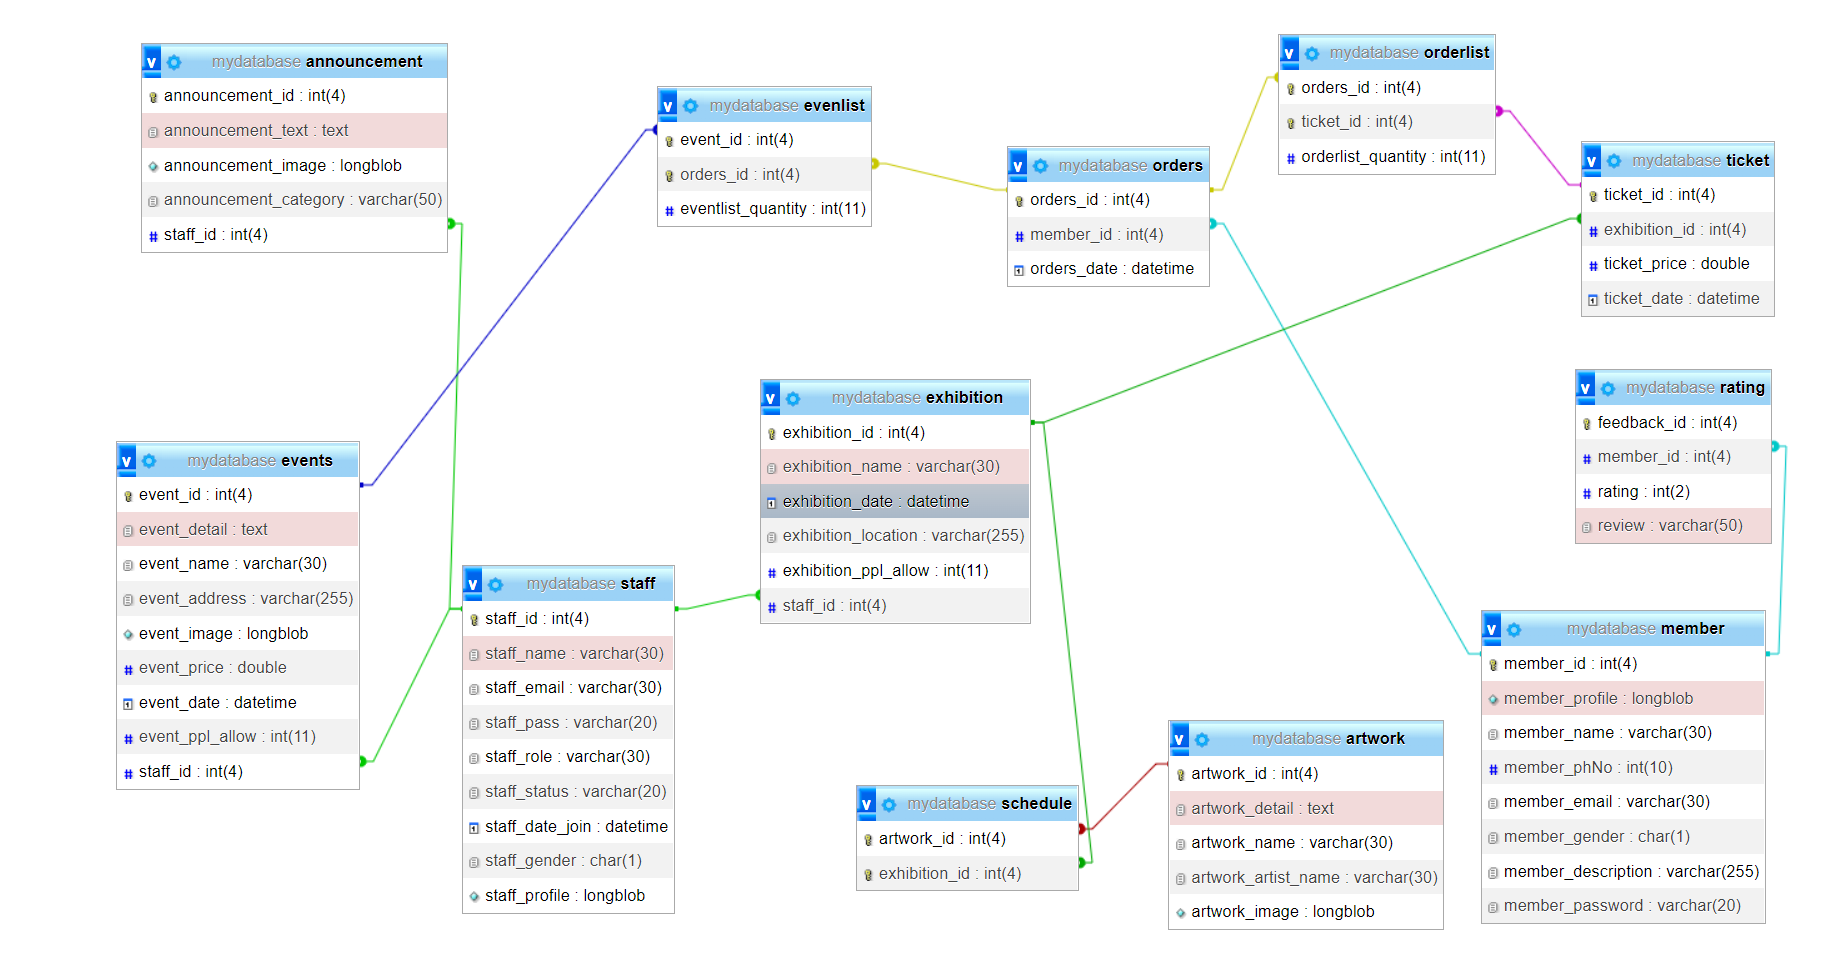 mydatabase announcement
announcement_id : int(4)
announcement_text : text
announcement_image : longblob
announcement_category : varchar(50)
staff_id : int(4)
mydatabase evenlist
event_id : int(4)
orders_id : int(4)
eventlist_quantity : int(11)
mydatabase orders
orders_id : int(4)
member_id : int(4)
orders_date : datetime
mydatabase orderlist
orders_id : int(4)
ticket_id : int(4)
orderlist_quantity : int(11)
mydatabase ticket
ticket_id : int(4)
exhibition_id : int(4)
ticket_price : double
ticket_date : datetime
mydatabase events
event_id : int(4)
event_detail : text
event_name : varchar(30)
event_address : varchar(255)
event_image : longblob
event_price : double
event_date : datetime
event_ppl_allow : int(11)
staff_id : int(4)
mydatabase staff
staff_id : int(4)
staff_name : varchar(30)
staff_email : varchar(30)
staff_pass : varchar(20)
staff_role : varchar(30)
staff_status : varchar(20)
staff_date_join : datetime
staff_gender : char(1)
staff_profile : longblob
mydatabase exhibition
exhibition_id : int(4)
exhibition_name : varchar(30)
exhibition_date : datetime
exhibition_location : varchar(255)
exhibition_ppl_allow : int(11)
staff_id : int(4)
mydatabase rating
feedback_id : int(4)
member_id : int(4)
rating : int(2)
review : varchar(50)
mydatabase schedule
artwork_id : int(4)
exhibition_id : int(4)
mydatabase artwork
artwork_id : int(4)
artwork_detail : text
artwork_name : varchar(30)
artwork_artist_name : varchar(30)
artwork_image : longblob
mydatabase member
member_id : int(4)
member_profile : longblob
member_name : varchar(30)
member_phNo : int(10)
member_email : varchar(30)
member_gender : char(1)
member_description : varchar(255)
member_password : varchar(20)